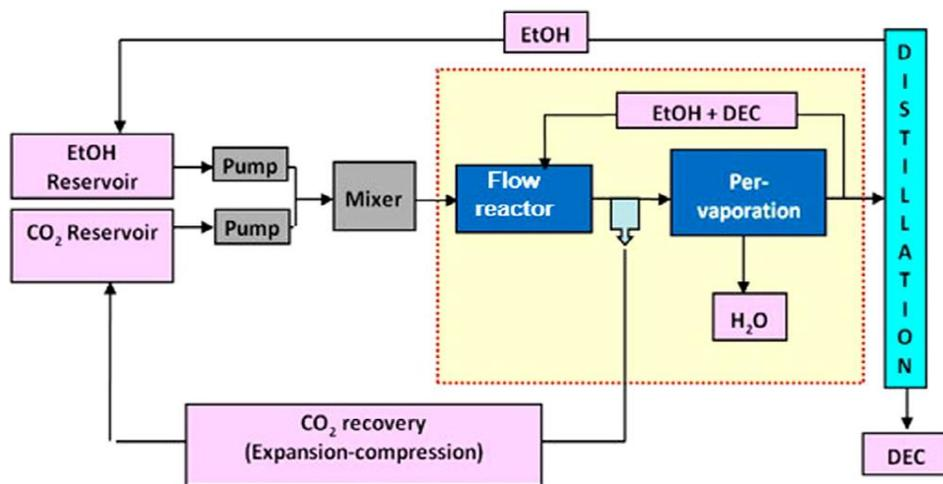 EtOH
EtOH + DEC
EtOH
Reservoir
Pump
CO₂ Reservoir
Pump
Mixer
Flow
reactor
Per-
vaporation
H₂O
CO₂ recovery
(Expansion-compression)
DISTILLATION
DEC